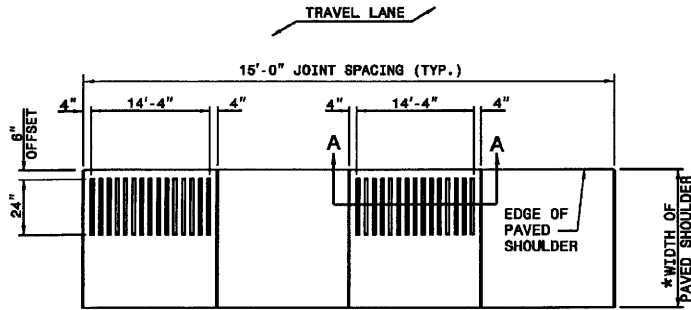 TRAVEL LANE
15'-0" JOINT SPACING (TYP.)
4" 14'-4" 4" 4" 14'-4" 4"
6"
OFFSET
A A
24"
EDGE OF
PAVED
SHOULDER
*WIDTH OF
PAVED SHOULDER